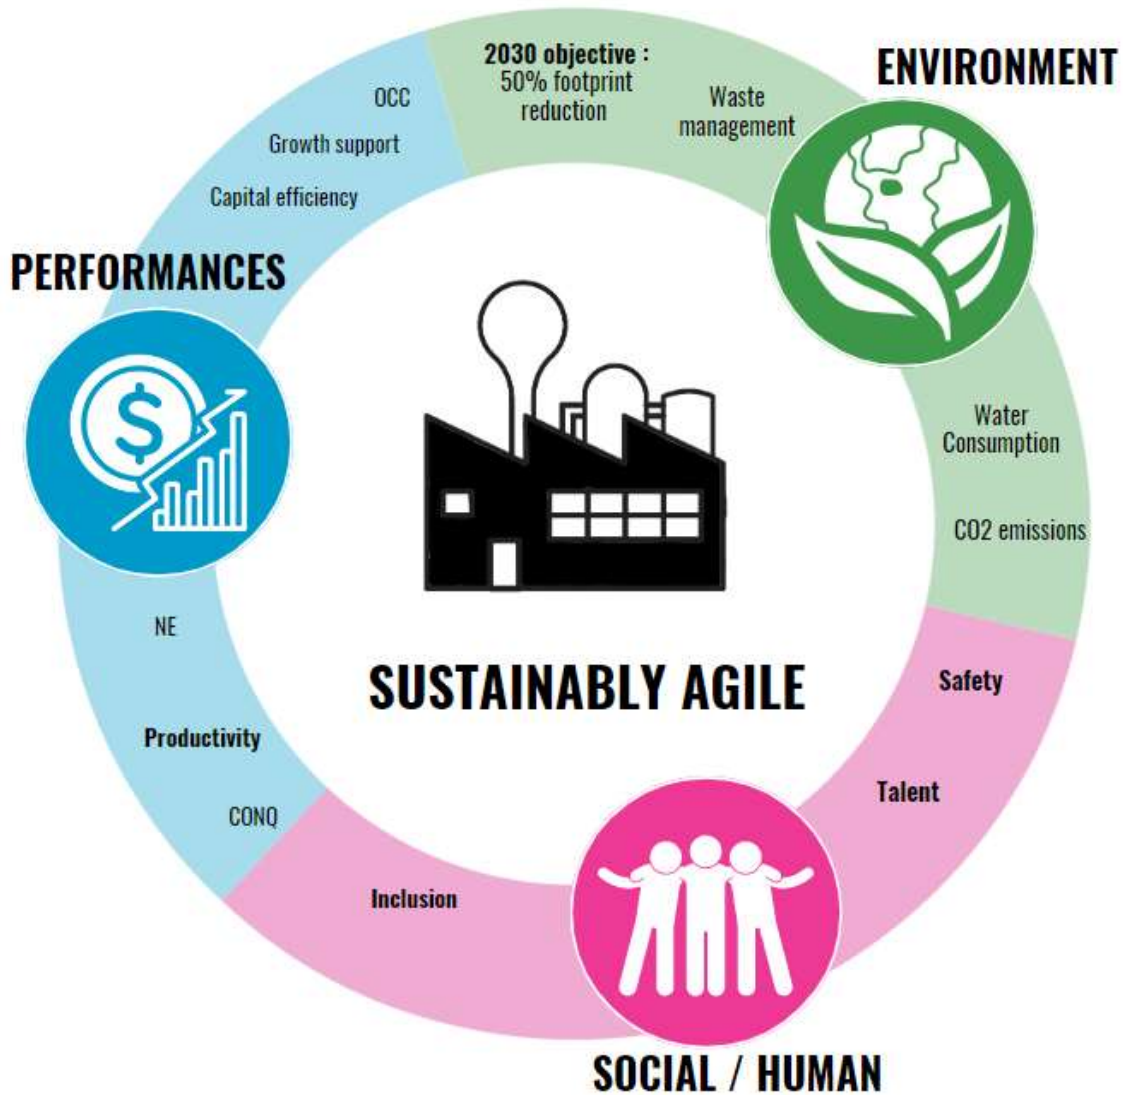 2030 objective :
50% footprint
reduction
Waste
management
ENVIRONMENT
OCC
Growth support
Capital efficiency
PERFORMANCES
$
Water
Consumption
CO2 emissions
NE
Productivity
CONQ
SUSTAINABLY AGILE
Safety
Talent
Inclusion
SOCIAL / HUMAN